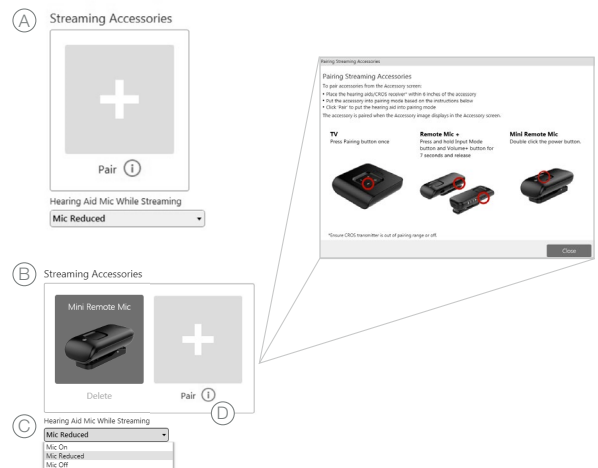 A
Streaming Accessories
Pair i
Hearing Aid Mic While Streaming
Mic Reduced
Pairing Streaming Accessories
Pairing Streaming Accessories
To pair accessories from the Accessory screen:
• Place the hearing aids/CROS receiver* within 6 inches of the accessory
• Put the accessory into pairing mode based on the instructions below
• Click 'Pair' to put the hearing aid into pairing mode
The accessory is paired when the Accessory image displays in the Accessory screen.
TV
Press Pairing button once
Remote Mic +
Press and hold Input Mode
button and Volume+ button for
7 seconds and release
Mini Remote Mic
Double click the power button.
*Ensure CROS transmitter is out of pairing range or off.
Close
B
Streaming Accessories
Mini Remote Mic
Delete
Pair i
D
C
Hearing Aid Mic While Streaming
Mic Reduced
Mic On
Mic Reduced
Mic Off